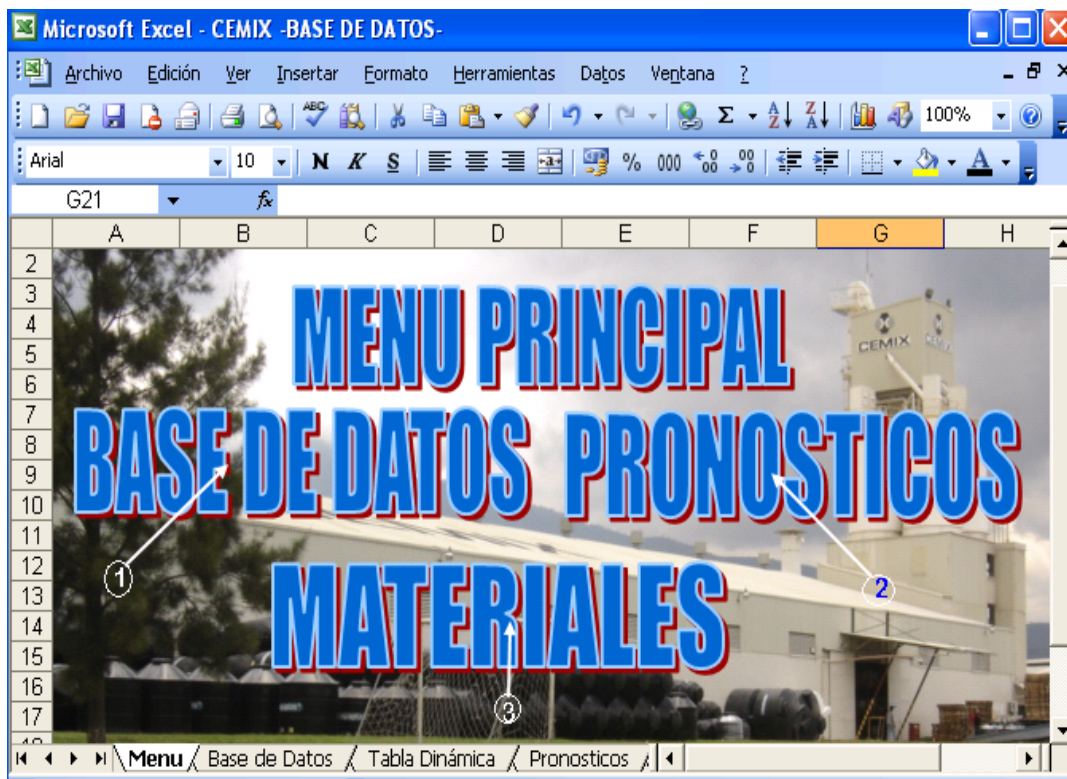 Microsoft Excel - CEMIX -BASE DE DATOS-
Archivo Edición Ver Insertar Formato Herramientas Datos Ventana ?
ABC Σ A Z Z A 100%
Arial 10 N K S a % 000
G21 fx
A B C D E F G H
2
3
MENU PRINCIPAL
4
CEMIX
5
6
7
BASE DE DATOS PRONOSTICOS
8
9
10
11
12
1
2
13
MATERIALES
14
15
16
3
17
Menu Base de Datos Tabla Dinámica Pronosticos